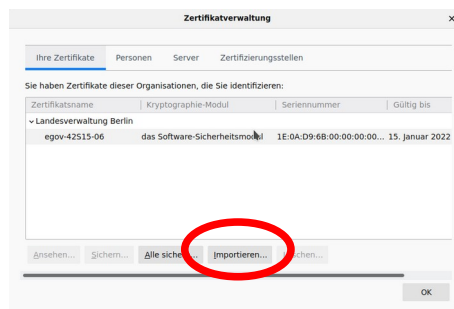 Zertifikatverwaltung
Ihre Zertifikate Personen Server Zertifizierungsstellen
Sie haben Zertifikate dieser Organisationen, die Sie identifizieren:
Zertifikatsname Kryptographie-Modul Seriennummer Gültig bis
Landesverwaltung Berlin
egov-42S15-06 das Software-Sicherheitsmodul 1E:0A:D9:6B:00:00:00:00... 15. Januar 2022
Ansehen... Sichern... Alle sichern... Importieren...
OK